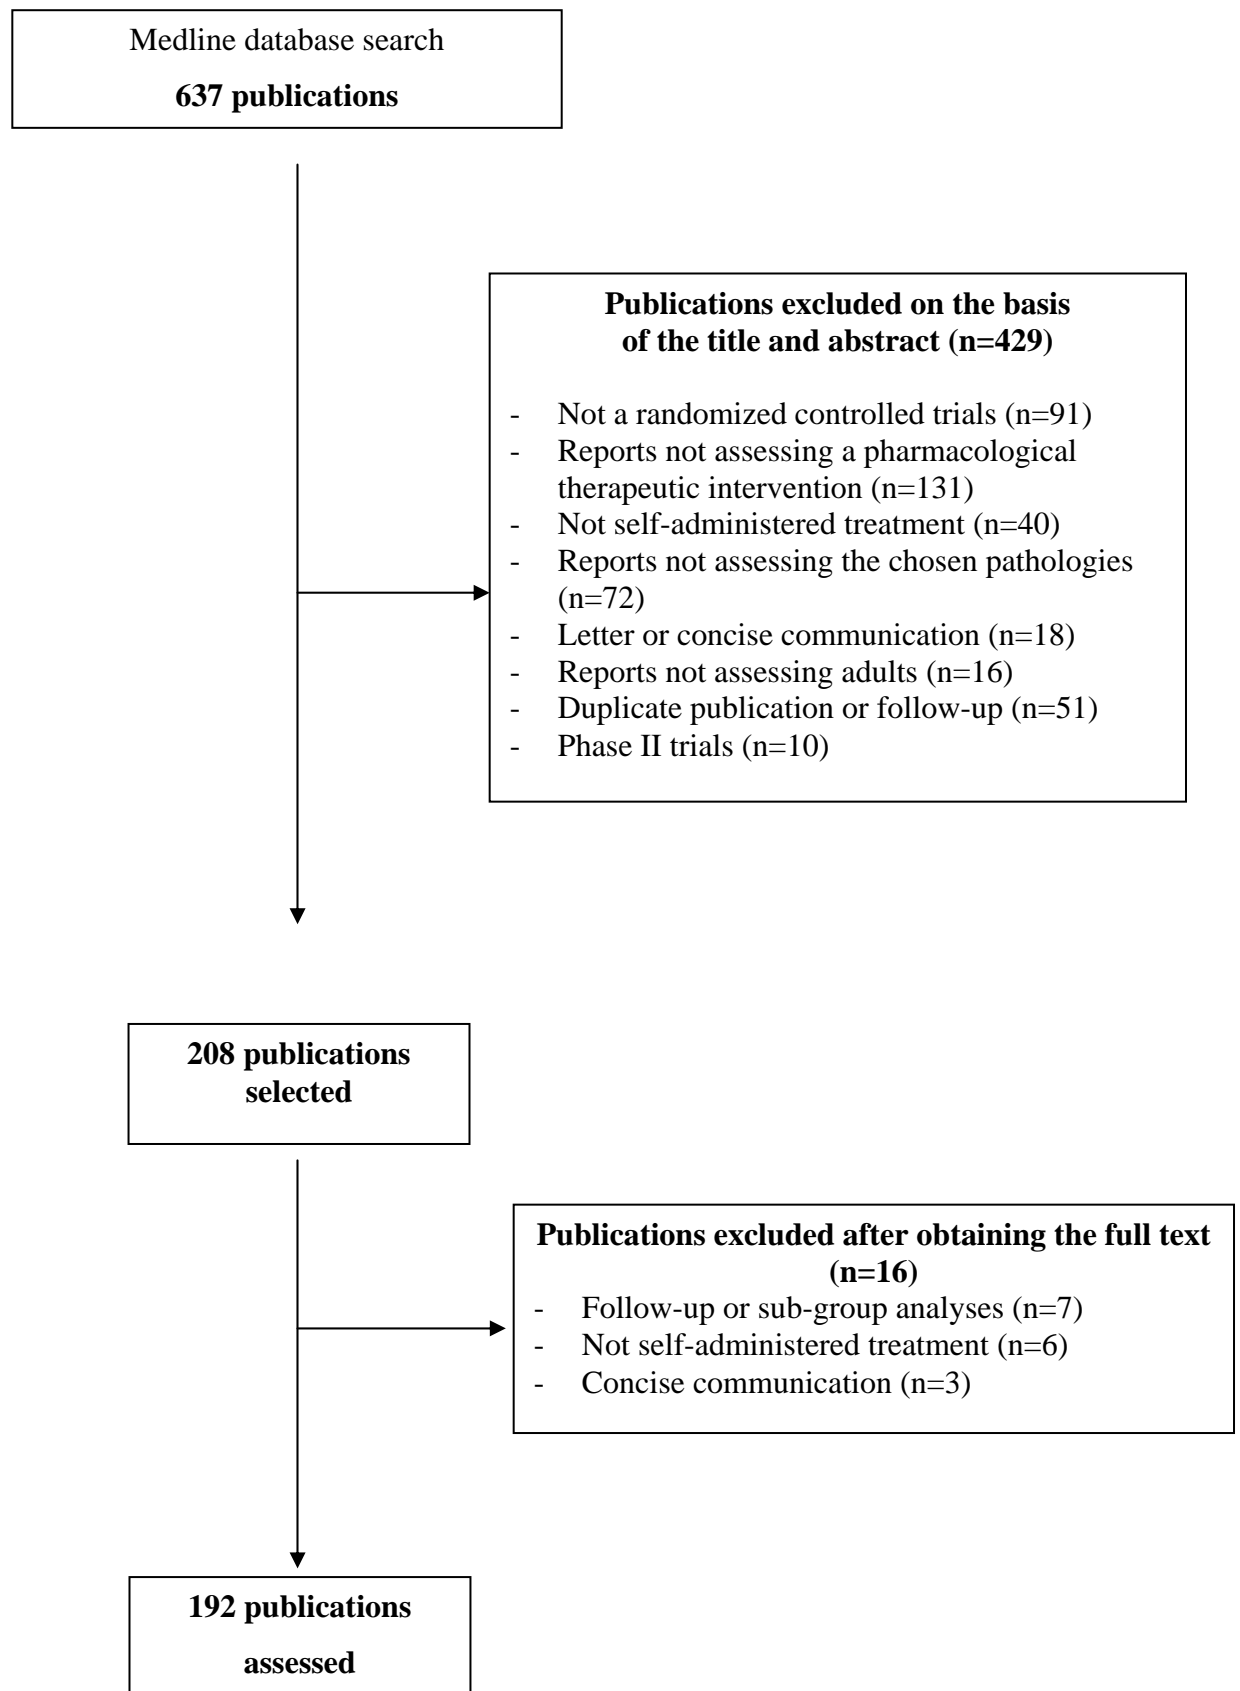 Medline database search
637 publications
Publications excluded on the basis
of the title and abstract (n=429)
- Not a randomized controlled trials (n=91)
- Reports not assessing a pharmacological
therapeutic intervention (n=131)
- Not self-administered treatment (n=40)
- Reports not assessing the chosen pathologies
(n=72)
- Letter or concise communication (n=18)
- Reports not assessing adults (n=16)
- Duplicate publication or follow-up (n=51)
- Phase II trials (n=10)
208 publications
selected
Publications excluded after obtaining the full text
(n=16)
- Follow-up or sub-group analyses (n=7)
- Not self-administered treatment (n=6)
- Concise communication (n=3)
192 publications
assessed